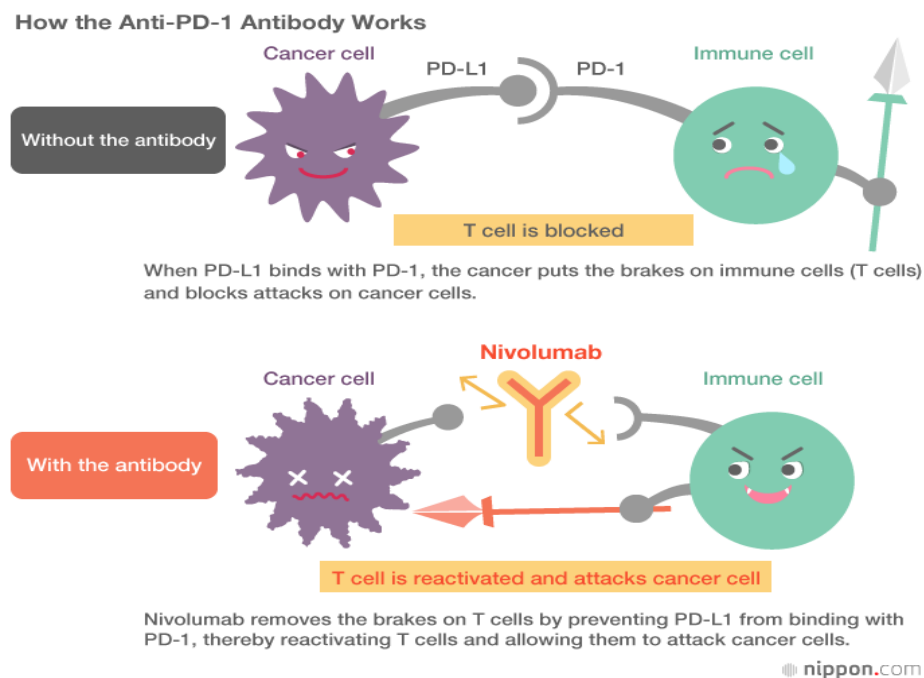 How the Anti-PD-1 Antibody Works
Cancer cell
PD-L1
PD-1
Immune cell
Without the antibody
T cell is blocked
When PD-L1 binds with PD-1, the cancer puts the brakes on immune cells (T cells)
and blocks attacks on cancer cells.
Nivolumab
Cancer cell
Immune cell
With the antibody
T cell is reactivated and attacks cancer cell
Nivolumab removes the brakes on T cells by preventing PD-L1 from binding with
PD-1, thereby reactivating T cells and allowing them to attack cancer cells.
nippon.com